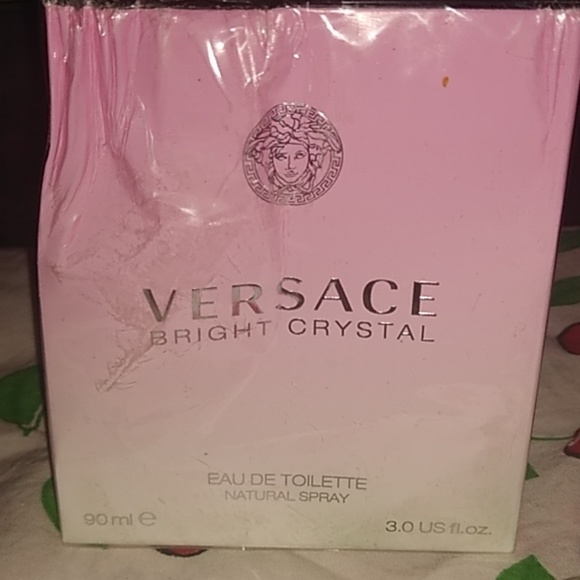 VERSACE
BRIGHT CRYSTAL
EAU DE TOILETTE
NATURAL SPRAY
90 ml e 3.0 US fl.oz.